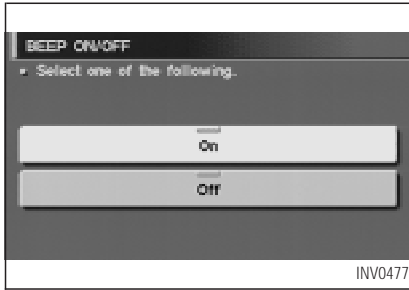 BEEP ON/OFF
Select one of the following.
On
Off
INV0477